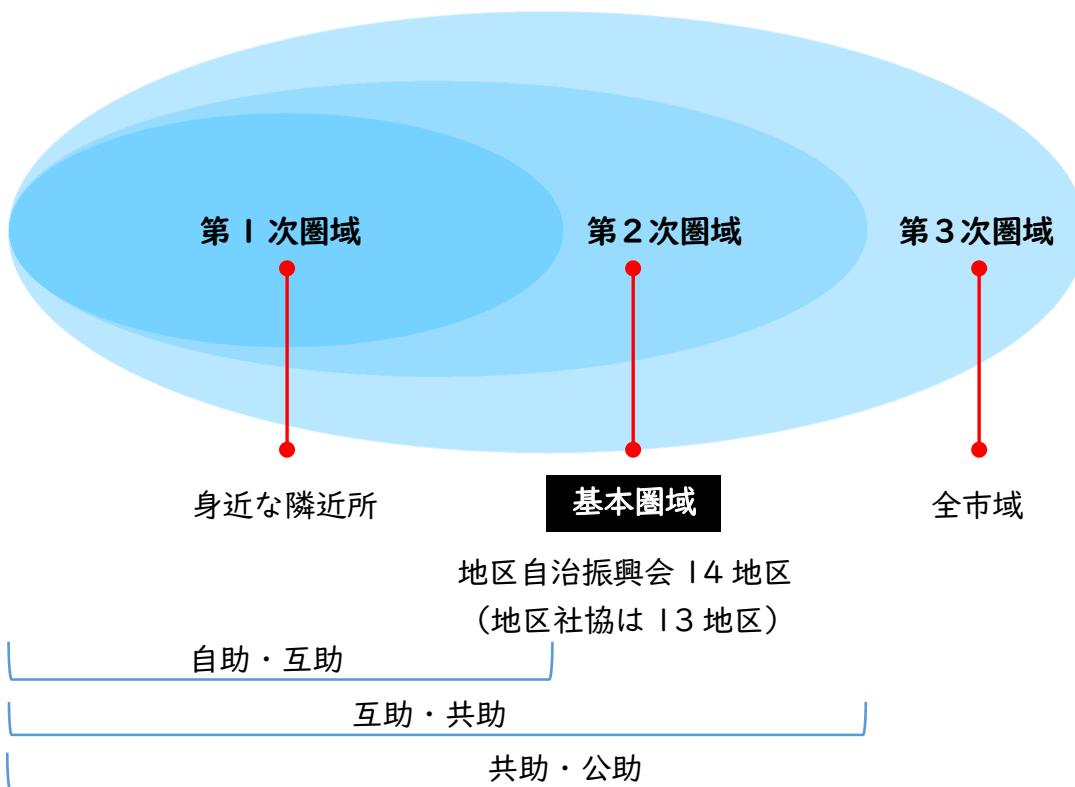 第1次圏域
第2次圏域
第3次圏域
身近な隣近所
基本圏域
全市域
地区自治振興会 14 地区
（地区社協は 13 地区）
自助・互助
互助・共助
共助・公助